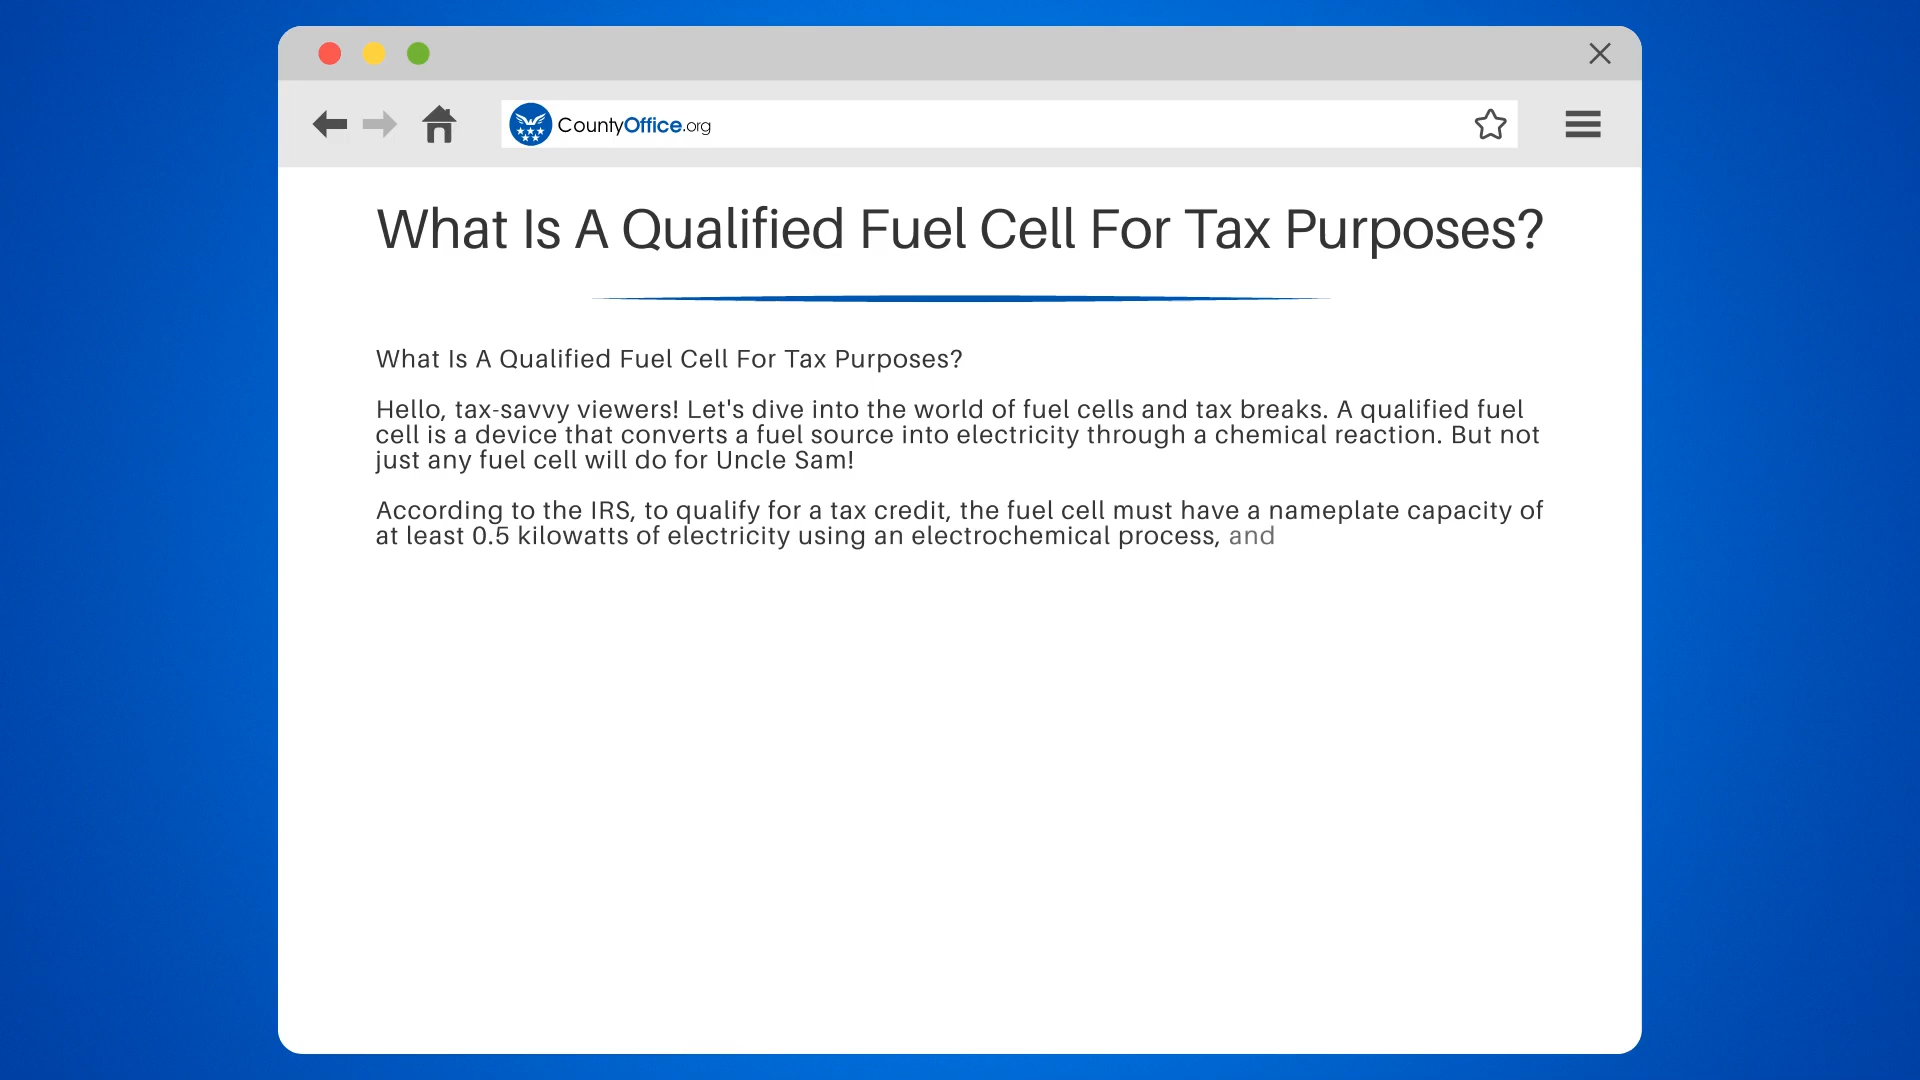 CountyOffice.org
What Is A Qualified Fuel Cell For Tax Purposes?
What Is A Qualified Fuel Cell For Tax Purposes?
Hello, tax-savvy viewers! Let's dive into the world of fuel cells and tax breaks. A qualified fuel
cell is a device that converts a fuel source into electricity through a chemical reaction. But not
just any fuel cell will do for Uncle Sam!
According to the IRS, to qualify for a tax credit, the fuel cell must have a nameplate capacity of
at least 0.5 kilowatts of electricity using an electrochemical process, and